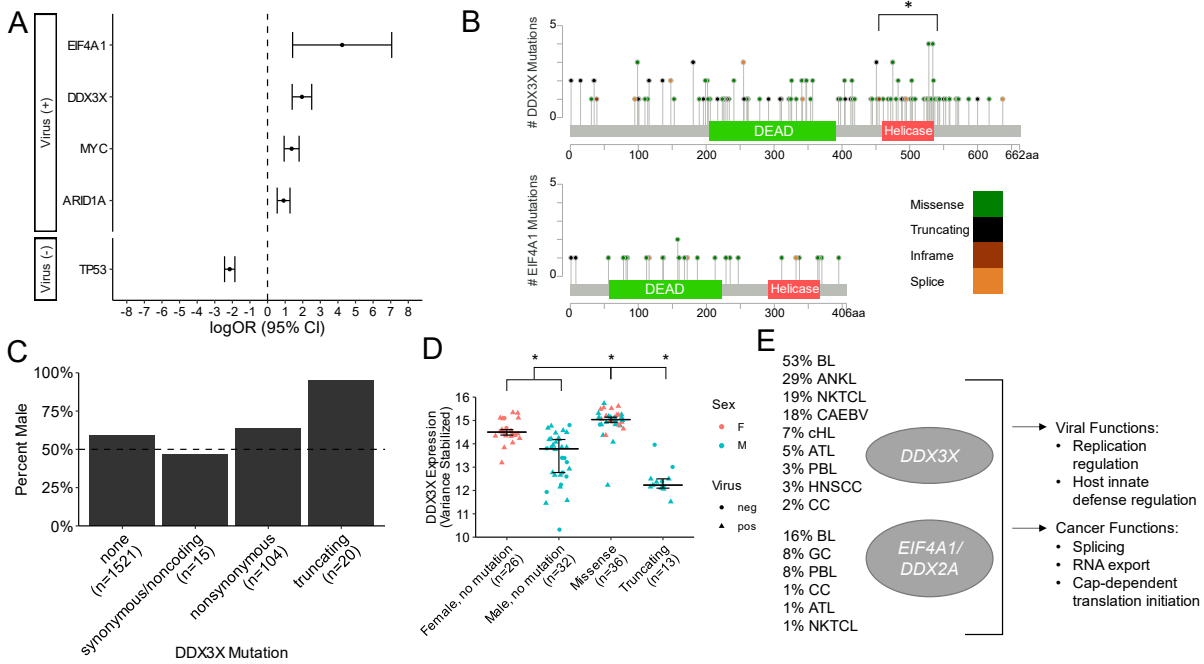 A
Virus (+)
Virus (-)
EIF4A1
DDX3X
MYC
ARID1A
TP53
-8 -7 -6 -5 -4 -3 -2 -1 0 1 2 3 4 5 6 7 8
logOR (95% CI)
B
# DDX3X Mutations
5
0
*
DEAD
Helicase
0 100 200 300 400 500 662aa
# EIF4A1 Mutations
5
0
DEAD
Helicase
0 100 200 300 406aa
Missense
Truncating
Inframe
Splice
C
Percent Male
100%
75%
50%
25%
0%
none
(n=1521)
synonymous/noncoding
(n=15)
nonsynonymous
(n=104)
truncating
(n=20)
DDX3X Mutation
D
DDX3X Expression
(Variance Stabilized)
16
15
14
13
12
11
10
* * *
Female, no mutation
(n=26)
Male, no mutation
(n=32)
Missense
(n=36)
Truncating
(n=13)
Sex
F
M
Virus
neg
pos
E
53% BL
29% ANKL
19% NKTCL
18% CAEBV
7% cHL
5% ATL
3% PBL
3% HNSCC
2% CC
DDX3X
16% BL
8% GC
8% PBL
1% CC
1% ATL
1% NKTCL
EIF4A1/
DDX2A
Viral Functions:
• Replication
regulation
• Host innate
defense regulation
Cancer Functions:
• Splicing
• RNA export
• Cap-dependent
translation initiation